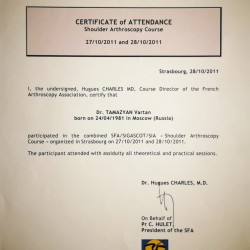 CERTIFICATE of ATTENDANCE
Shoulder Arthroscopy Course
27/10/2011 and 28/10/2011
Strasbourg, 28/10/2011
I, the undersigned, Hugues CHARLES MD, Course Director of the French
Arthroscopy Association, certify that
Dr. TAMAZYAN Vartan
born on 24/04/1981 in Moscow (Russia)
participated in the combined SFA/SIGASCOT/SIA - Shoulder Arthroscopy
Course - organized in Strasbourg on 27/10/2011 and 28/10/2011.
The participant attended with assiduity all theoretical and practical sessions.
Dr. Hugues CHARLES, M.D.
On Behalf of
Pr C. HULET,
President of the SFA